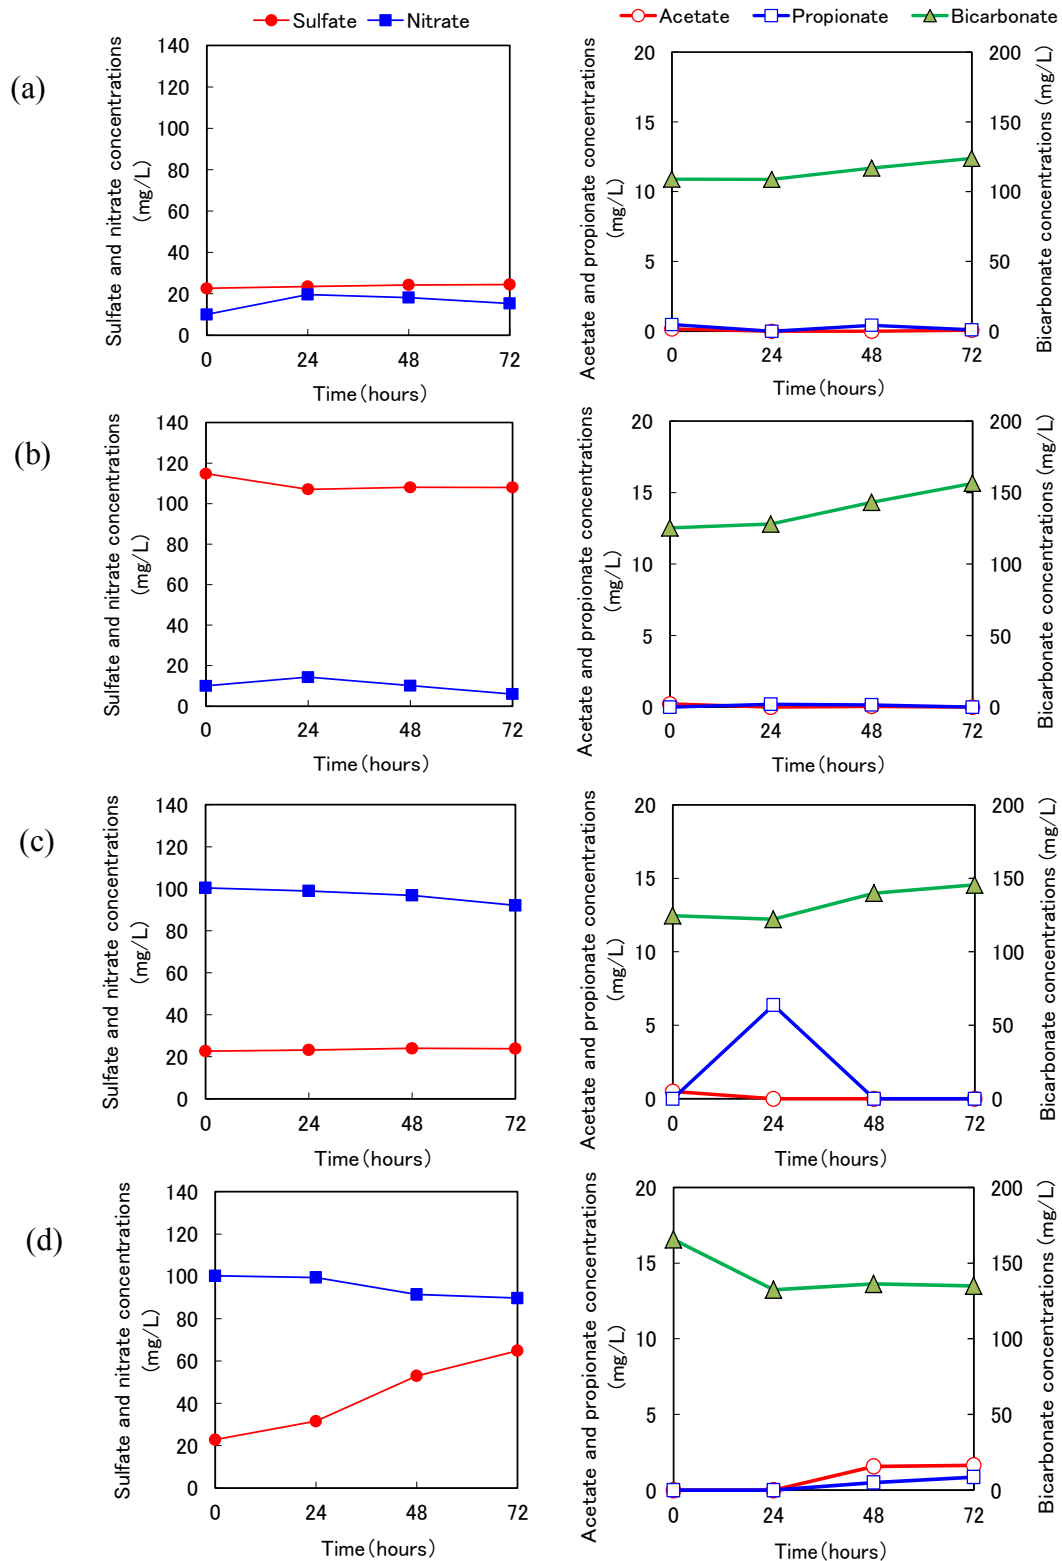 Sulfate Nitrate
Acetate Propionate Bicarbonate
(a)
Sulfate and nitrate concentrations
(mg/L)
140
120
100
80
60
40
20
0
0 24 48 72
Time(hours)
Acetate and propionate concentrations
(mg/L)
20
15
10
5
0
0 24 48 72
Time(hours)
200
150
100
50
0
Bicarbonate concentrations (mg/L)
(b)
Sulfate and nitrate concentrations
(mg/L)
140
120
100
80
60
40
20
0
0 24 48 72
Time(hours)
Acetate and propionate concentrations
(mg/L)
20
15
10
5
0
0 24 48 72
Time(hours)
200
150
100
50
0
Bicarbonate concentrations (mg/L)
(c)
Sulfate and nitrate concentrations
(mg/L)
140
120
100
80
60
40
20
0
0 24 48 72
Time(hours)
Acetate and propionate concentrations
(mg/L)
20
15
10
5
0
0 24 48 72
Time(hours)
200
150
100
50
0
Bicarbonate concentrations (mg/L)
(d)
Sulfate and nitrate concentrations
(mg/L)
140
120
100
80
60
40
20
0
0 24 48 72
Time(hours)
Acetate and propionate concentrations
(mg/L)
20
15
10
5
0
0 24 48 72
Time(hours)
200
150
100
50
0
Bicarbonate concentrations (mg/L)